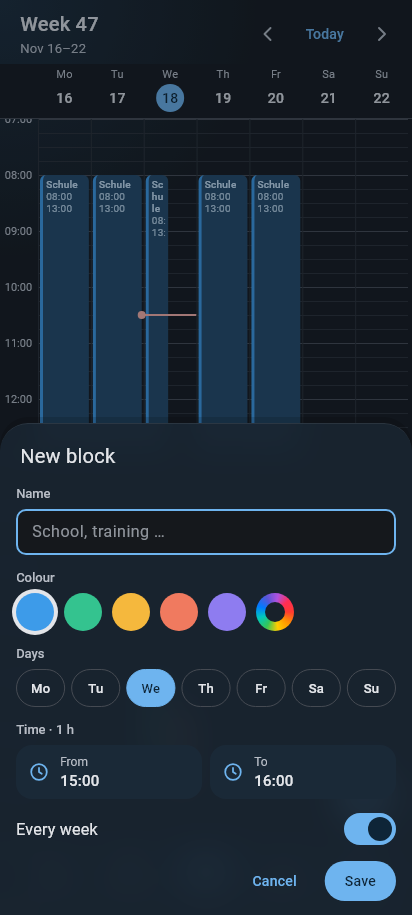 Week 47
Nov 16–22
Today
Mo Tu We Th Fr Sa Su
16 17 18 19 20 21 22
07:00
08:00
Schule
08:00
13:00
Schule
08:00
13:00
Sc
hu
le
08:
13:
Schule
08:00
13:00
Schule
08:00
13:00
09:00
10:00
11:00
12:00
New block
Name
School, training …
Colour
Days
Mo Tu We Th Fr Sa Su
Time · 1 h
From
15:00
To
16:00
Every week
Cancel Save